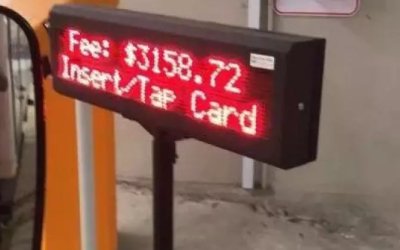 Fee: $3158.72
Insert/Tap Card